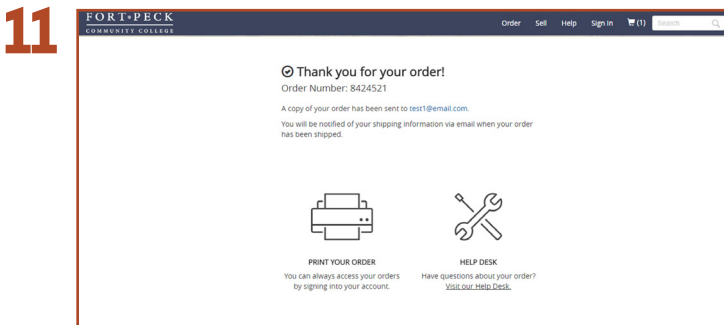 11
FORT•PECK
COMMUNITY COLLEGE
Order Sell Help Sign In (1) Search
Thank you for your order!
Order Number: 8424521
A copy of your order has been sent to test1@email.com.
You will be notified of your shipping information via email when your order
has been shipped.
PRINT YOUR ORDER
You can always access your orders
by signing into your account.
HELP DESK
Have questions about your order?
Visit our Help Desk.